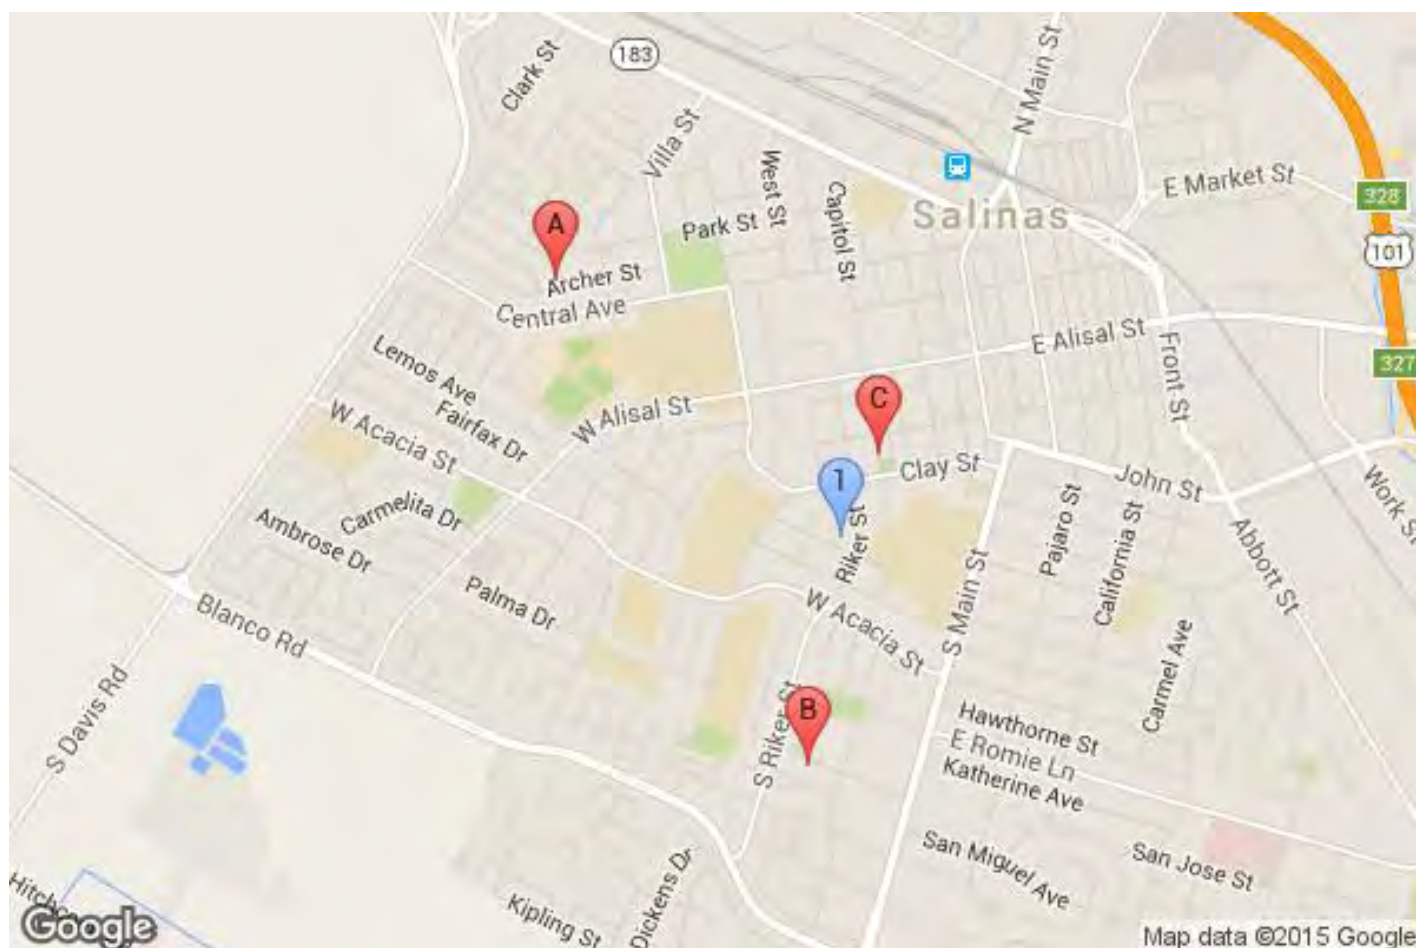 183
Clark St
N Main St
Villa St
West St
Capitol St
E Market St
328
Salinas
Park St
101
A
Archer St
Central Ave
E Alisal St
Front St
327
Lemos Ave
Fairfax Dr
W Alisal St
C
W Acacia St
Clay St
1
John St
Work St
Carmelita Dr
Ambrose Dr
Riker St
Pajaro St
California St
Abbott St
Palma Dr
W Acacia St
S Main St
Blanco Rd
Carmel Ave
S Davis Rd
B
S Riker St
Hawthorne St
E Romie Ln
Katherine Ave
San Miguel Ave
San Jose St
Dickens Dr
Kipling St
Google
Map data ©2015 Google